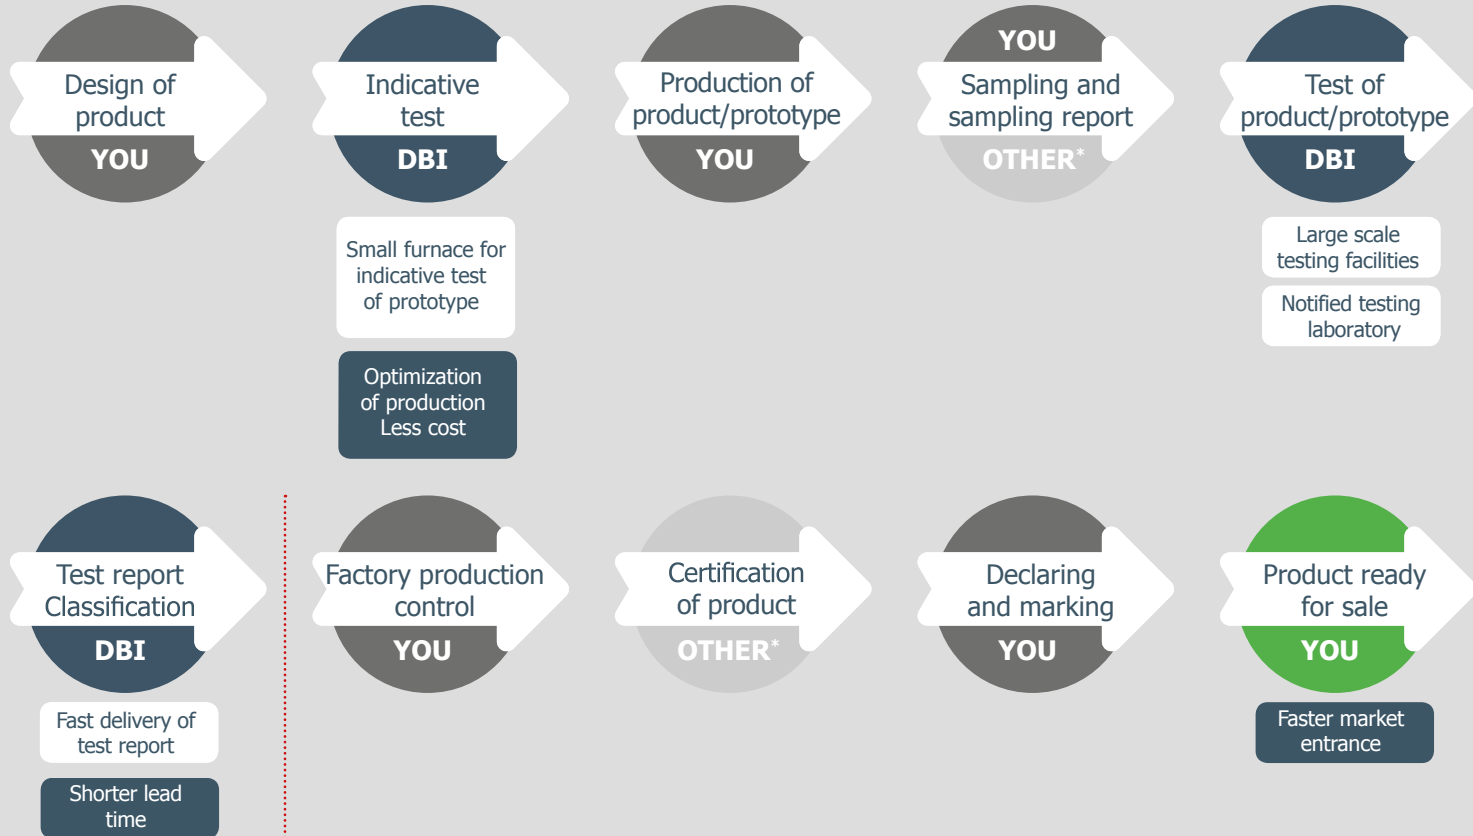 Design of
product
YOU
Indicative
test
DBI
Small furnace for
indicative test
of prototype
Optimization
of production
Less cost
Production of
product/prototype
YOU
YOU
Sampling and
sampling report
OTHER*
Test of
product/prototype
DBI
Large scale
testing facilities
Notified testing
laboratory
Test report
Classification
DBI
Fast delivery of
test report
Shorter lead
time
Factory production
control
YOU
Certification
of product
OTHER*
Declaring
and marking
YOU
Product ready
for sale
YOU
Faster market
entrance